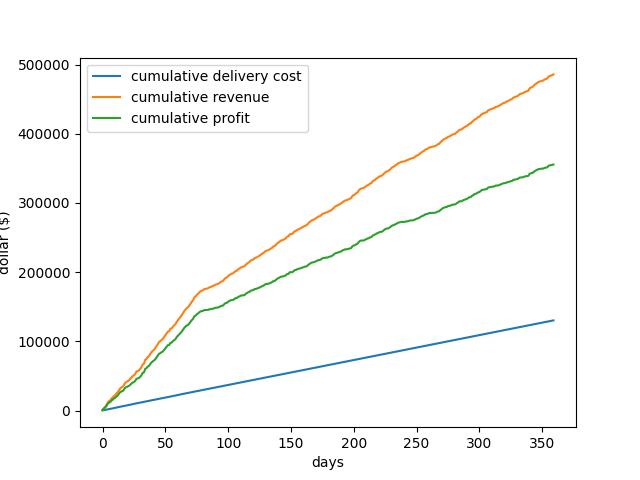 cumulative delivery cost
cumulative revenue
cumulative profit
500000
400000
300000
200000
100000
0
dollar ($)
0 50 100 150 200 250 300 350
days